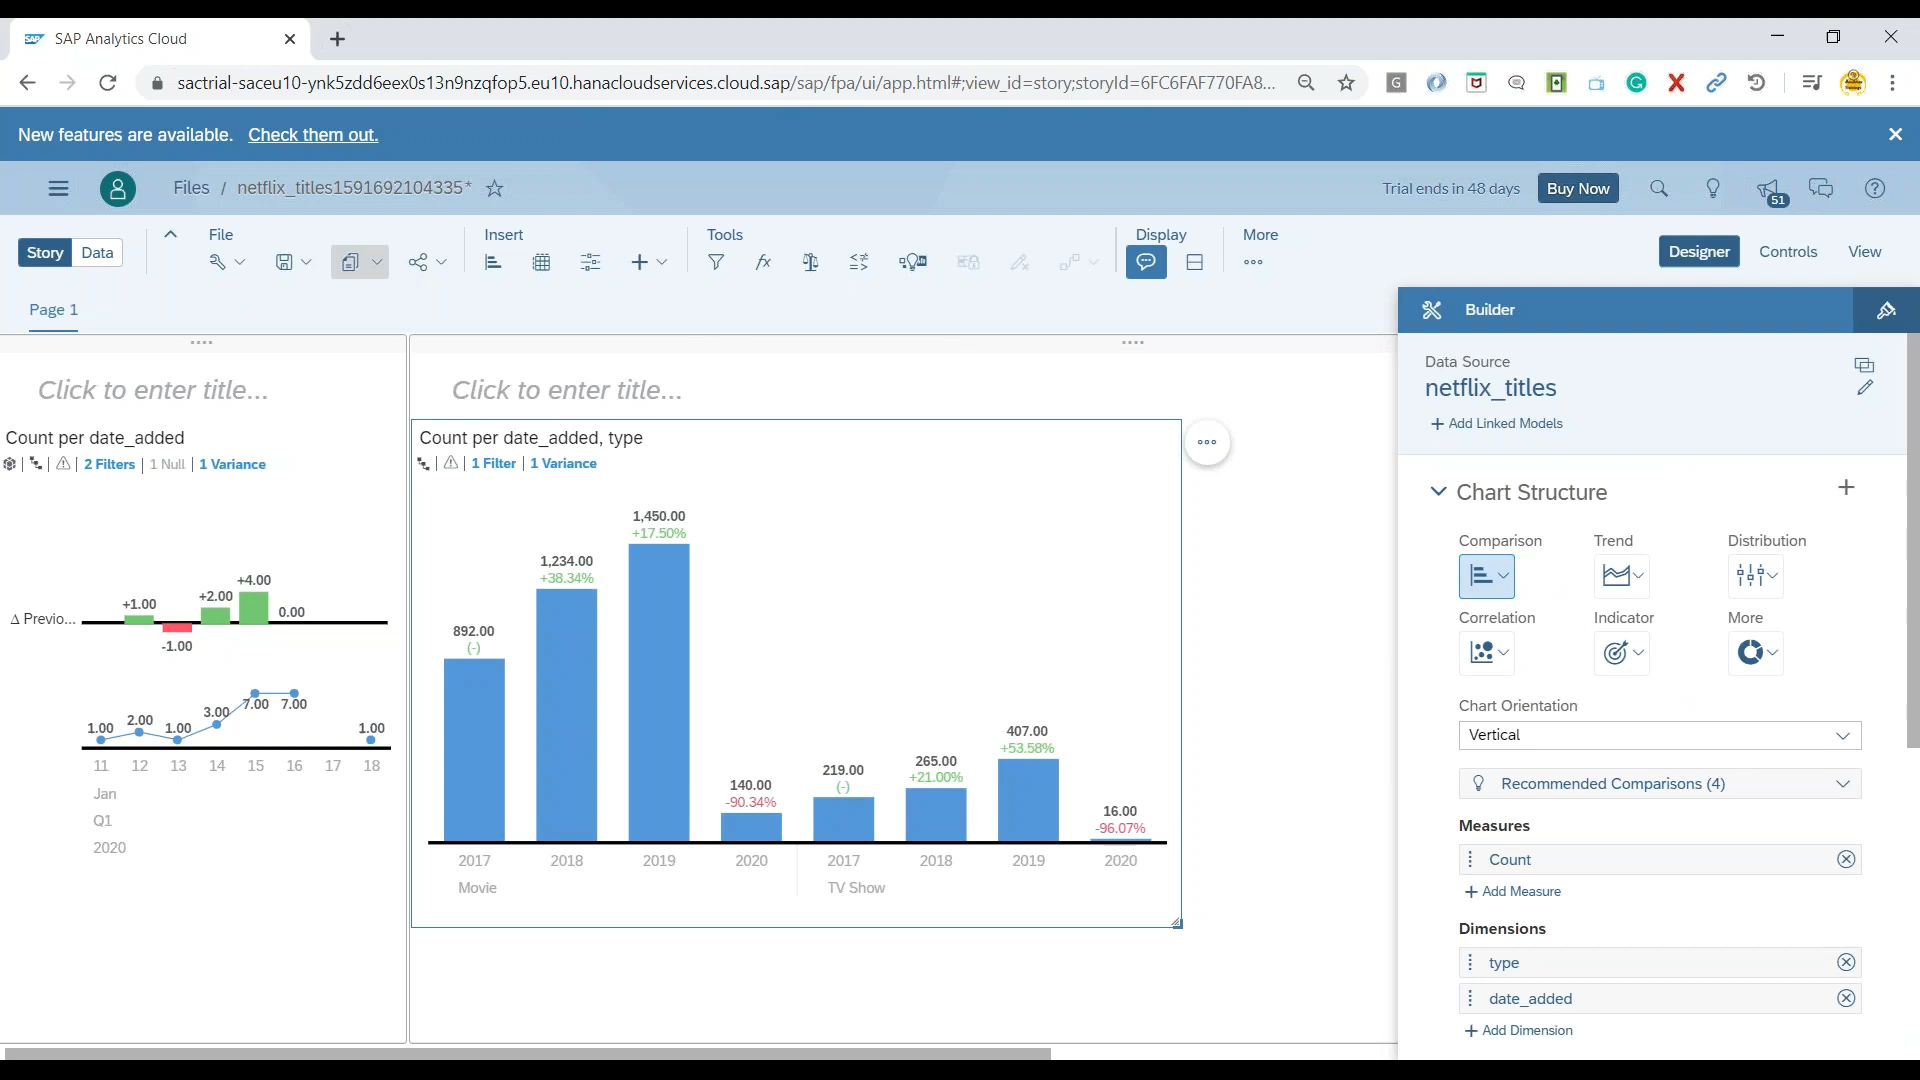 SAP Analytics Cloud
sactrial-saceu10-ynk5zdd6eex0s13n9nzqfop5.eu10.hanacloudservices.cloud.sap/sap/fpa/ui/app.html#;view_id=story;storyId=6FC6FAF770FA8...
New features are available. Check them out.
Files / netflix_titles1591692104335*
Trial ends in 48 days Buy Now 51
Story Data
File Insert Tools Display More
Designer Controls View
Page 1
Builder
Data Source
netflix_titles
+ Add Linked Models
Click to enter title...
Count per date_added
2 Filters | 1 Null | 1 Variance
Δ Previo...
+1.00 -1.00 +2.00 +4.00 0.00
1.00 2.00 1.00 3.00 7.00 7.00 1.00
11 12 13 14 15 16 17 18
Jan
Q1
2020
Click to enter title...
Count per date_added, type
1 Filter | 1 Variance
892.00 1,234.00 1,450.00 140.00 219.00 265.00 407.00 16.00
(-) +38.34% +17.50% -90.34% (-) +21.00% +53.58% -96.07%
2017 2018 2019 2020 2017 2018 2019 2020
Movie TV Show
Chart Structure
Comparison Trend Distribution
Correlation Indicator More
Chart Orientation
Vertical
Recommended Comparisons (4)
Measures
Count
+ Add Measure
Dimensions
type
date_added
+ Add Dimension